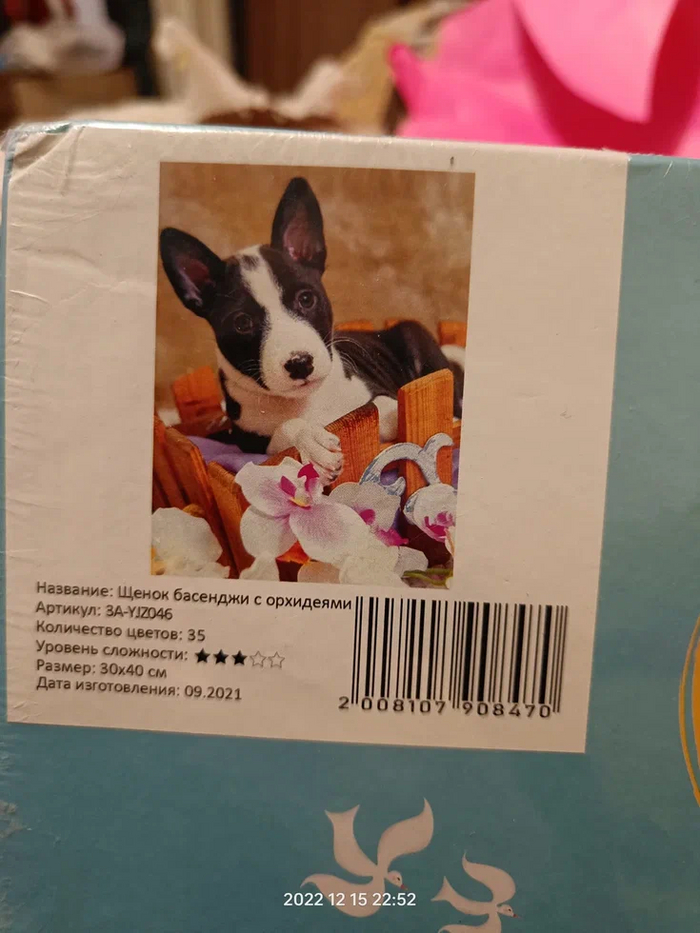 Название: Щенок басенджи с орхидеями
Артикул: ЗА-YJZ046
Количество цветов: 35
Уровень сложности: ★★★☆☆
Размер: 30х40 см
Дата изготовления: 09.2021
2 008107 908470
2022 12 15 22:52